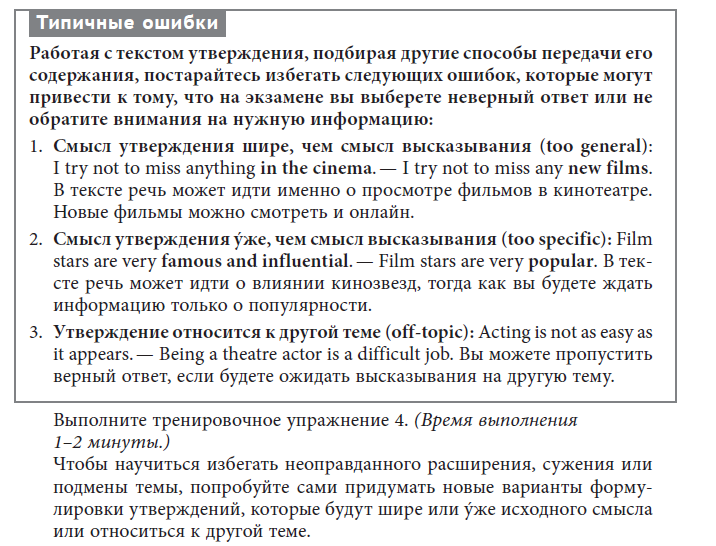 Типичные ошибки
Работая с текстом утверждения, подбирая другие способы передачи его
содержания, постарайтесь избегать следующих ошибок, которые могут
привести к тому, что на экзамене вы выберете неверный ответ или не
обратите внимания на нужную информацию:
1. Смысл утверждения шире, чем смысл высказывания (too general):
I try not to miss anything in the cinema. — I try not to miss any new films.
В тексте речь может идти именно о просмотре фильмов в кинотеатре.
Новые фильмы можно смотреть и онлайн.
2. Смысл утверждения у́же, чем смысл высказывания (too specific): Film
stars are very famous and influential. — Film stars are very popular. В тек-
сте речь может идти о влиянии кинозвезд, тогда как вы будете ждать
информацию только о популярности.
3. Утверждение относится к другой теме (off-topic): Acting is not as easy as
it appears. — Being a theatre actor is a difficult job. Вы можете пропустить
верный ответ, если будете ожидать высказывания на другую тему.
Выполните тренировочное упражнение 4. (Время выполнения
1–2 минуты.)
Чтобы научиться избегать неоправданного расширения, сужения или
подмены темы, попробуйте сами придумать новые варианты форму-
лировки утверждений, которые будут шире или у́же исходного смысла
или относиться к другой теме.